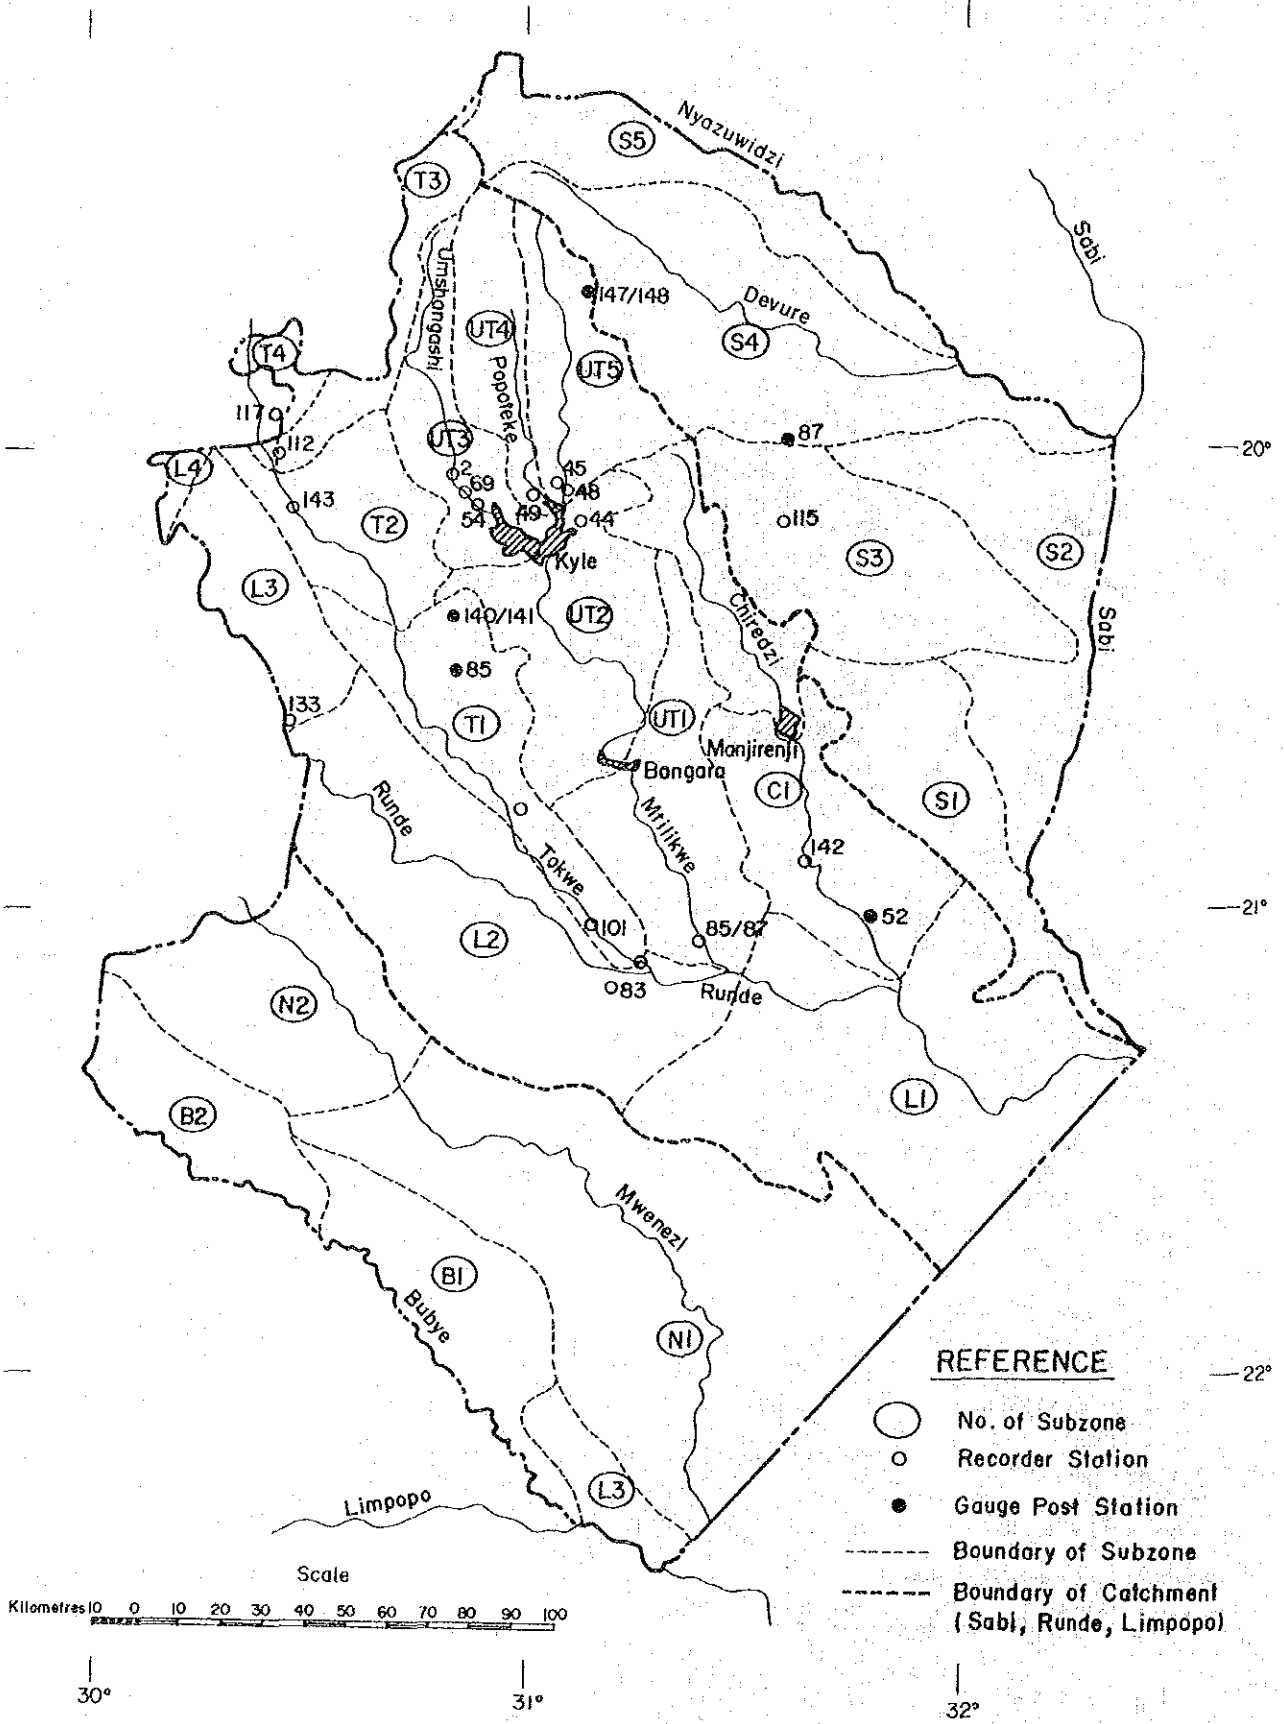 Nyazuwidzi
S5
T3
Sabi
Umshangashi
147/148
Devure
UT4
S4
T4
Popoteke
UT5
117
87
UT3
112
20°
L4
2
45
69
48
143
54
49
44
115
T2
S3
S2
Kyle
L3
Chiredzi
140/141
UT2
Sabi
85
133
T1
UT1
Manjirenji
Bangara
C1
S1
Runde
Mtilikwe
142
Tokwe
52
21°
101
85/87
L2
83
Runde
N2
L1
B2
Mwenezi
B1
Bubye
N1
REFERENCE
22°
No. of Subzone
Recorder Station
L3
Limpopo
Gauge Post Station
Boundary of Subzone
Scale
Boundary of Catchment
(Sabi, Runde, Limpopo)
Kilometres 10 0 10 20 30 40 50 60 70 80 90 100
30°
31°
32°